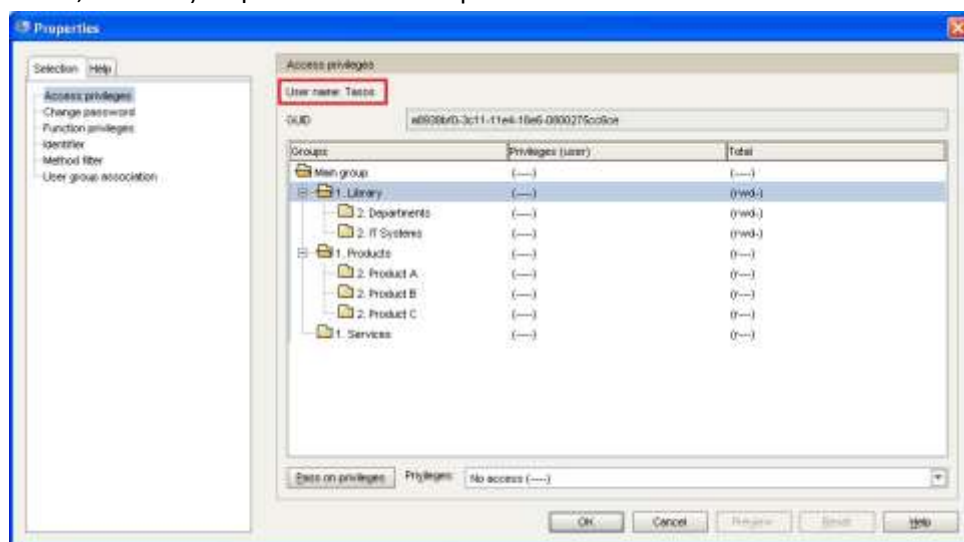 Properties
Selection Help
Access privileges
Change password
Function privileges
Identifier
Method filter
User group association
Access privileges
User name: Tasos
GUID
Groups Privileges (user) Total
Main group (----) (----)
1. Library (----) (rwd-)
2. Departments (----) (rwd-)
2. IT Systems (----) (rwd-)
1. Products (----) (r---)
2. Product A (----) (r---)
2. Product B (----) (r---)
2. Product C (----) (r---)
1. Services (----) (r---)
Pass on privileges Privileges: No access (----)
OK Cancel Reset Help